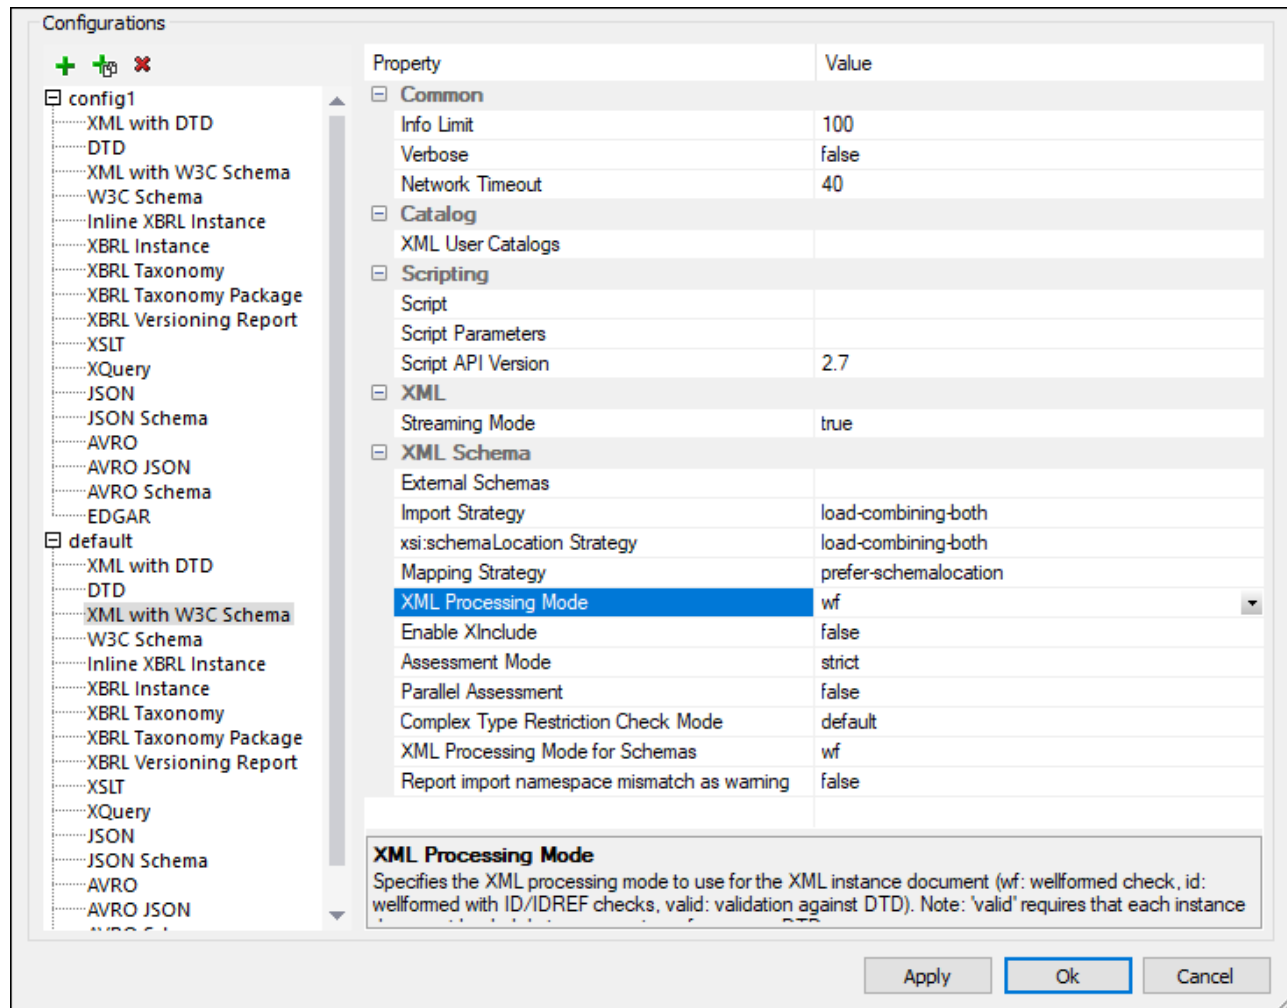 Configurations
config1
XML with DTD
DTD
XML with W3C Schema
W3C Schema
Inline XBRL Instance
XBRL Instance
XBRL Taxonomy
XBRL Taxonomy Package
XBRL Versioning Report
XSLT
XQuery
JSON
JSON Schema
AVRO
AVRO JSON
AVRO Schema
EDGAR
default
XML with DTD
DTD
XML with W3C Schema
W3C Schema
Inline XBRL Instance
XBRL Instance
XBRL Taxonomy
XBRL Taxonomy Package
XBRL Versioning Report
XSLT
XQuery
JSON
JSON Schema
AVRO
AVRO JSON
Property Value
Common
Info Limit 100
Verbose false
Network Timeout 40
Catalog
XML User Catalogs
Scripting
Script
Script Parameters
Script API Version 2.7
XML
Streaming Mode true
XML Schema
External Schemas
Import Strategy load-combining-both
xsi:schemaLocation Strategy load-combining-both
Mapping Strategy prefer-schemalocation
XML Processing Mode wf
Enable XInclude false
Assessment Mode strict
Parallel Assessment false
Complex Type Restriction Check Mode default
XML Processing Mode for Schemas wf
Report import namespace mismatch as warning false
XML Processing Mode
Specifies the XML processing mode to use for the XML instance document (wf: wellformed check, id:
wellformed with ID/IDREF checks, valid: validation against DTD). Note: 'valid' requires that each instance
Apply Ok Cancel